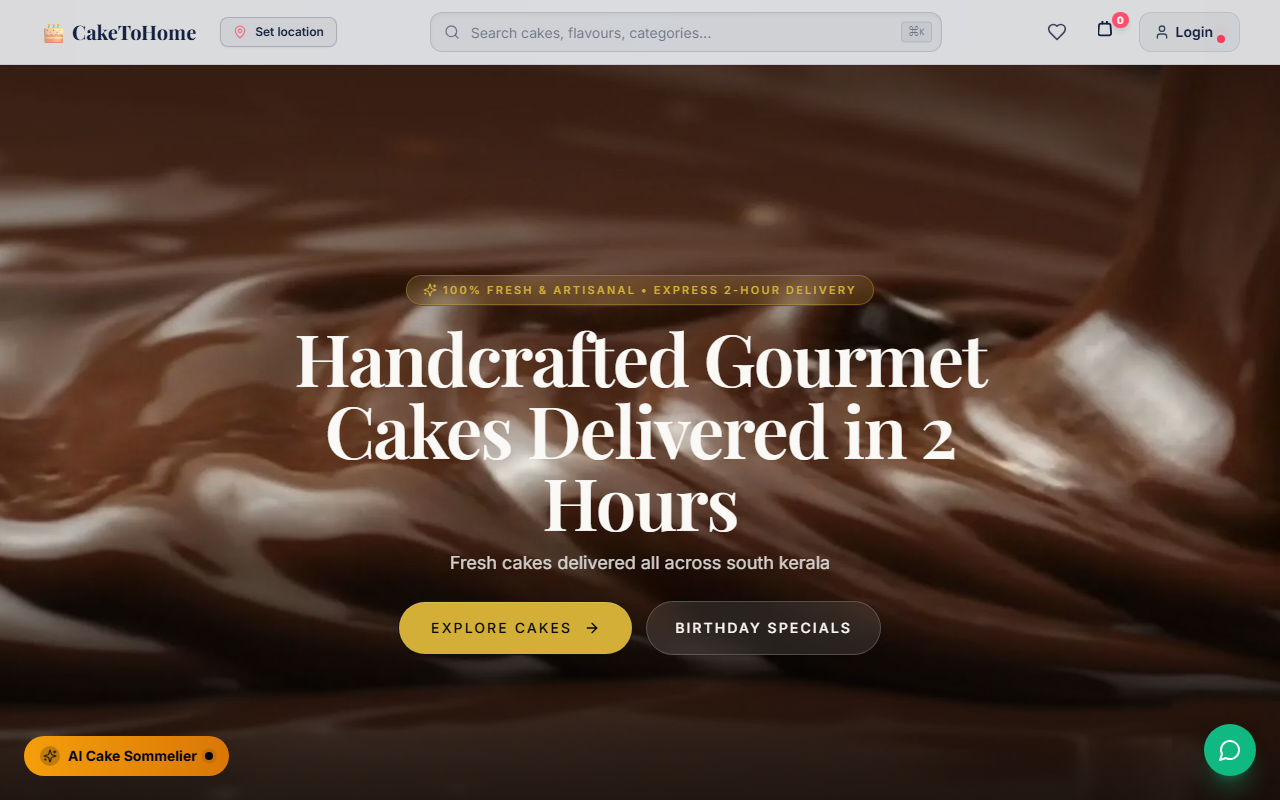 CakeToHome
Set location
Search cakes, flavours, categories...
⌘K
0
Login
100% FRESH & ARTISANAL • EXPRESS 2-HOUR DELIVERY
Handcrafted Gourmet
Cakes Delivered in 2
Hours
Fresh cakes delivered all across south kerala
EXPLORE CAKES
BIRTHDAY SPECIALS
AI Cake Sommelier